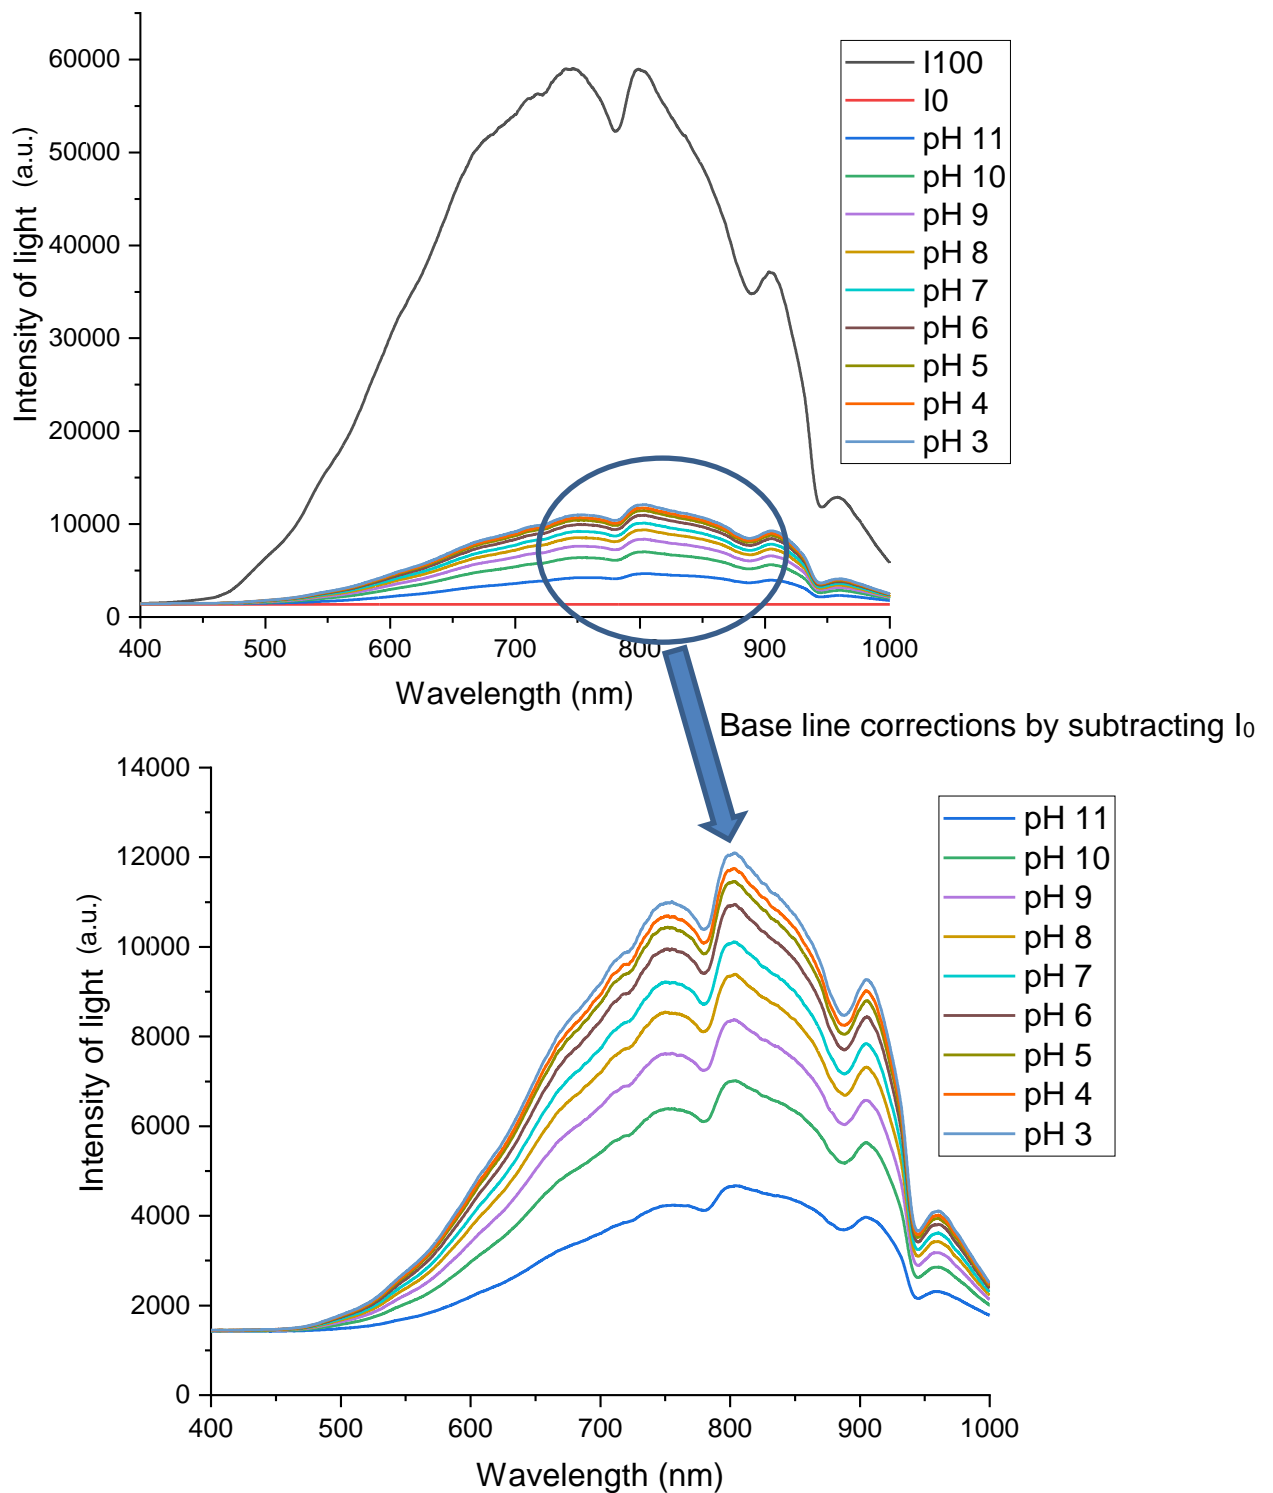 60000
50000
40000
30000
20000
10000
0
Intensity of light (a.u.)
400 500 600 700 800 900 1000
Wavelength (nm)
I100
I0
pH 11
pH 10
pH 9
pH 8
pH 7
pH 6
pH 5
pH 4
pH 3
Base line corrections by subtracting I₀
14000
12000
10000
8000
6000
4000
2000
0
Intensity of light (a.u.)
400 500 600 700 800 900 1000
Wavelength (nm)
pH 11
pH 10
pH 9
pH 8
pH 7
pH 6
pH 5
pH 4
pH 3